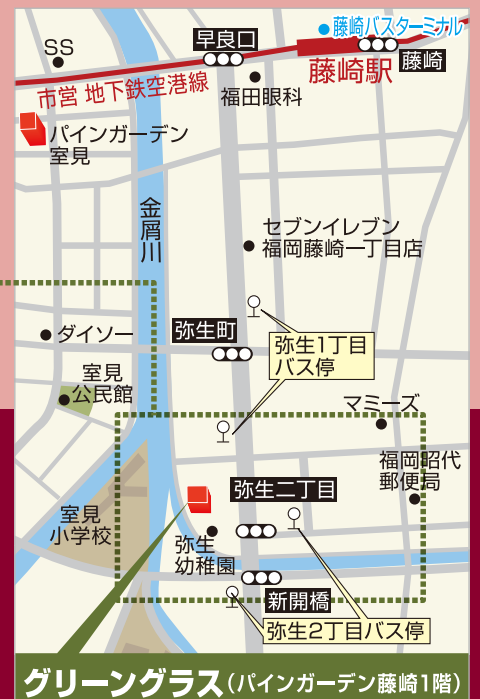 藤崎バスターミナル
早良口
SS
藤崎
藤崎駅
市営 地下鉄空港線
福田眼科
パインガーデン
室見
金屑川
セブンイレブン
福岡藤崎一丁目店
弥生町
ダイソー
弥生1丁目
バス停
室見
公民館
マミーズ
福岡昭代
郵便局
弥生二丁目
室見
小学校
弥生
幼稚園
新開橋
弥生2丁目バス停
グリーングラス(パインガーデン藤崎1階)